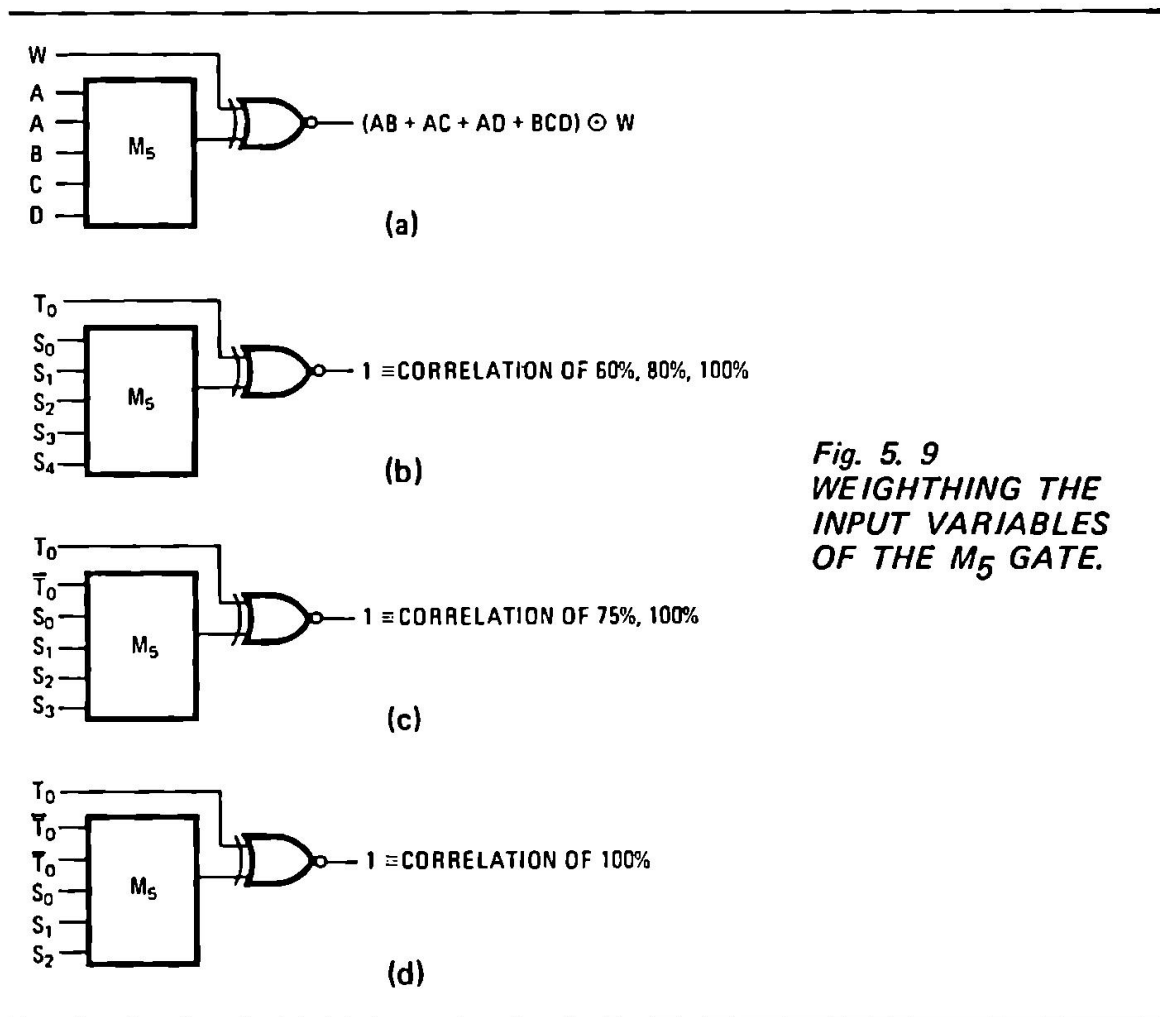 W
A
A
B
C
D
M5
(AB + AC + AD + BCD) ⊙ W
(a)
T0
S0
S1
S2
S3
S4
M5
1 ≡ CORRELATION OF 60%, 80%, 100%
(b)
T0
T̅0
S0
S1
S2
S3
M5
1 ≡ CORRELATION OF 75%, 100%
(c)
T0
T̅0
T̅0
S0
S1
S2
M5
1 ≡ CORRELATION OF 100%
(d)
Fig. 5. 9
WEIGHTHING THE
INPUT VARIABLES
OF THE M5 GATE.